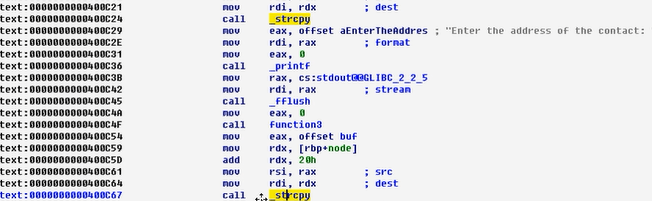 text:0000000000400C21 mov rdi, rdx ; dest
text:0000000000400C24 call _strcpy
text:0000000000400C29 mov eax, offset aEnterTheAddres ; "Enter the address of the contact:
text:0000000000400C2E mov rdi, rax ; format
text:0000000000400C31 mov eax, 0
text:0000000000400C36 call _printf
text:0000000000400C3B mov rax, cs:stdout@@GLIBC_2_2_5
text:0000000000400C42 mov rdi, rax ; stream
text:0000000000400C45 call _fflush
text:0000000000400C4A mov eax, 0
text:0000000000400C4F call function3
text:0000000000400C54 mov eax, offset buf
text:0000000000400C59 mov rdx, [rbp+node]
text:0000000000400C5D add rdx, 20h
text:0000000000400C61 mov rsi, rax ; src
text:0000000000400C64 mov rdi, rdx ; dest
text:0000000000400C67 call _strcpy